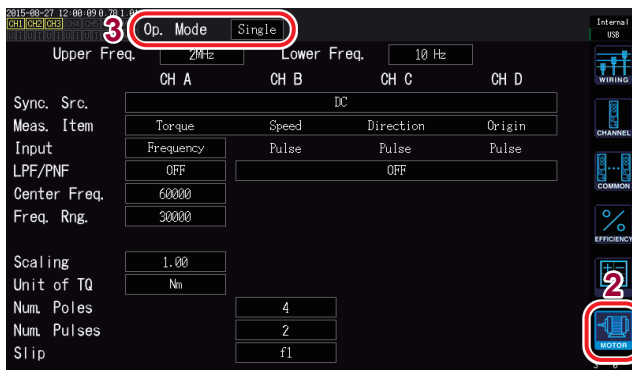 2015-08-27 12:00:09 0.78
Internal
CH1 CH2 CH3
USB
3 Op. Mode Single
Upper Freq. 2MHz Lower Freq. 10 Hz
CH A CH B CH C CH D
Sync. Src. DC
Meas. Item Torque Speed Direction Origin
Input Frequency Pulse Pulse Pulse
LPF/PNF OFF OFF
Center Freq. 60000
Freq. Rng. 30000
Scaling 1.00
Unit of TQ Nm
Num. Poles 4
Num. Pulses 2
Slip f1
WIRING
CHANNEL
COMMON
EFFICIENCY
2
MOTOR